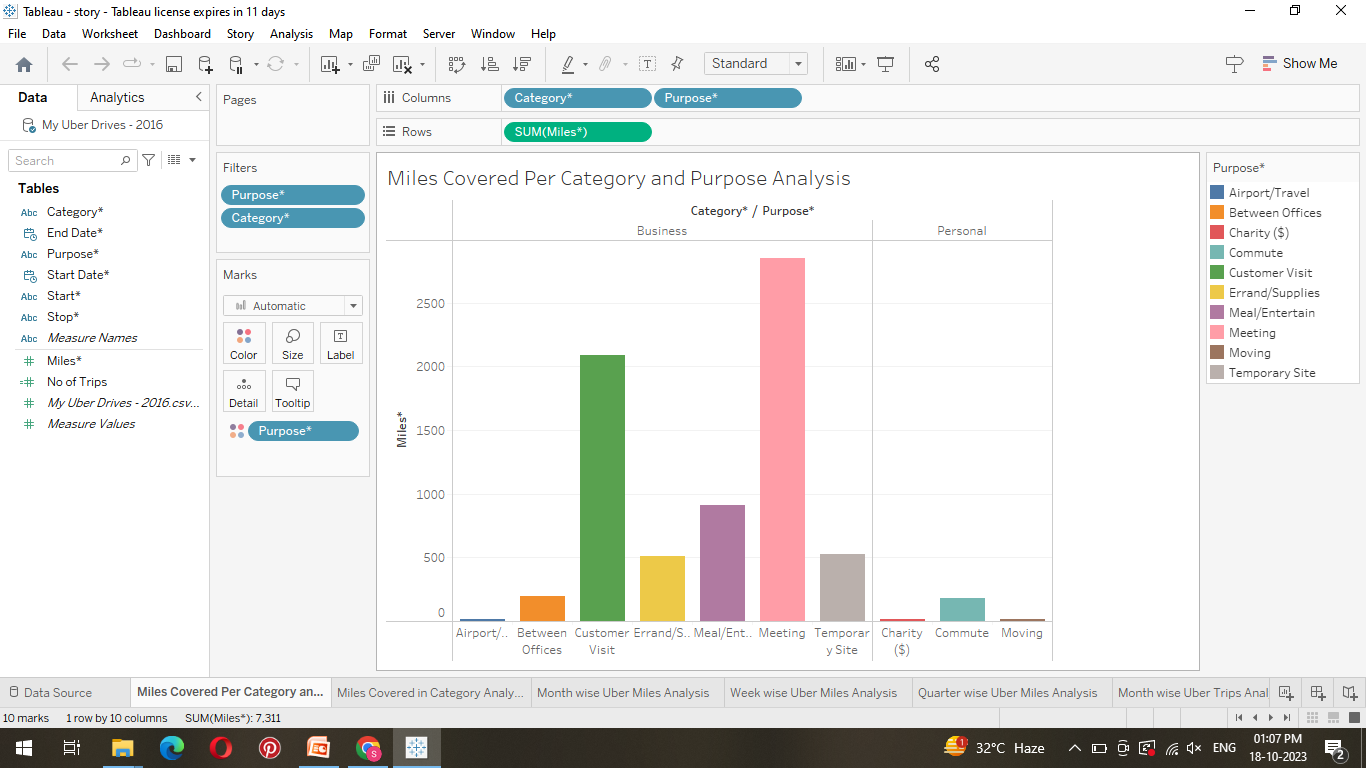 Tableau - story - Tableau license expires in 11 days
File Data Worksheet Dashboard Story Analysis Map Format Server Window Help
Standard
Show Me
Data Analytics
My Uber Drives - 2016
Search
Tables
Abc Category*
End Date*
Abc Purpose*
Start Date*
Abc Start*
Abc Stop*
Abc Measure Names
# Miles*
=# No of Trips
# My Uber Drives - 2016.csv...
# Measure Values
Pages
Filters
Purpose*
Category*
Marks
Automatic
Color Size Label
Detail Tooltip
Purpose*
Columns Category* Purpose*
Rows SUM(Miles*)
Miles Covered Per Category and Purpose Analysis
Category* / Purpose*
Business Personal
Miles*
2500
2000
1500
1000
500
0
Airport/.. Between Customer Errand/S.. Meal/Ent.. Meeting Temporar Charity Commute Moving
Offices Visit y Site ($)
Purpose*
Airport/Travel
Between Offices
Charity ($)
Commute
Customer Visit
Errand/Supplies
Meal/Entertain
Meeting
Moving
Temporary Site
Data Source Miles Covered Per Category an... Miles Covered in Category Analy... Month wise Uber Miles Analysis Week wise Uber Miles Analysis Quarter wise Uber Miles Analysis Month wise Uber Trips Anal
10 marks 1 row by 10 columns SUM(Miles*): 7,311
1 32°C Haze ENG 01:07 PM
18-10-2023 2